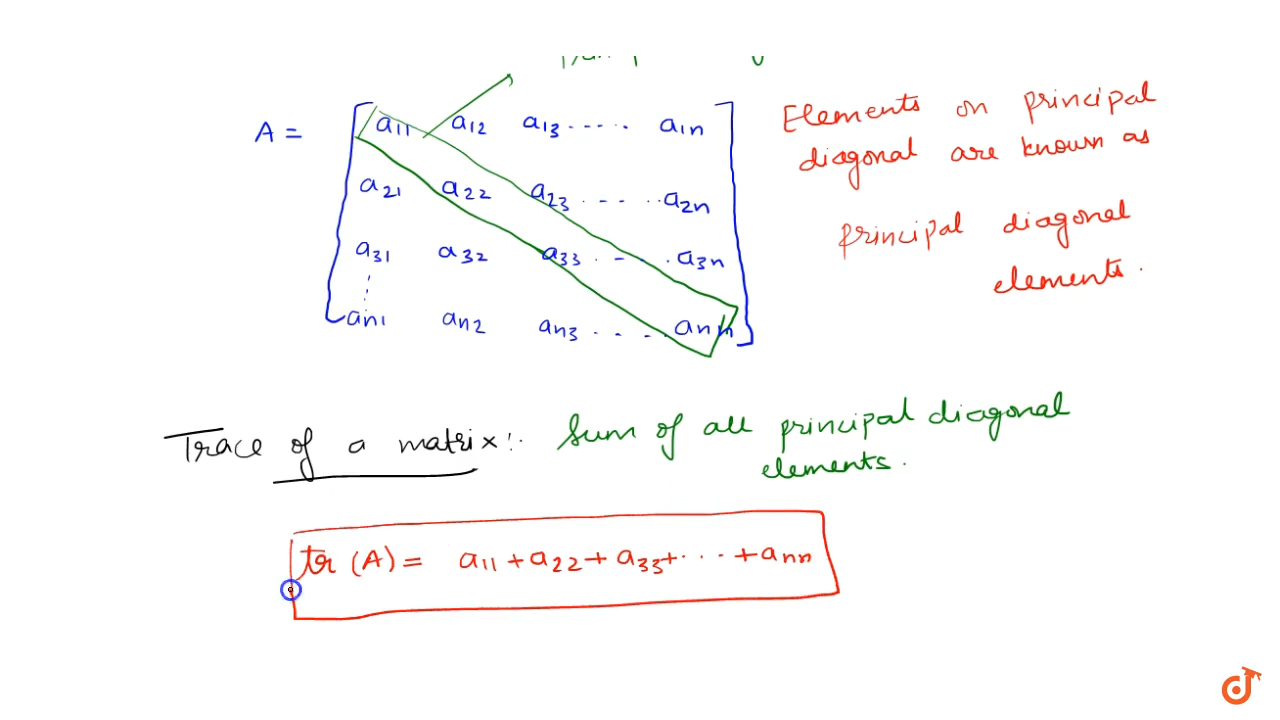 A = [ a11 a12 a13 ..... a1n
a21 a22 a23 .... a2n
a31 a32 a33 .... a3n
⋮
an1 an2 an3 ..... ann ]
Elements on principal
diagonal are known as
principal diagonal
elements.
Trace of a matrix:- Sum of all principal diagonal
elements.
tr (A) = a11 + a22 + a33 + ... + ann